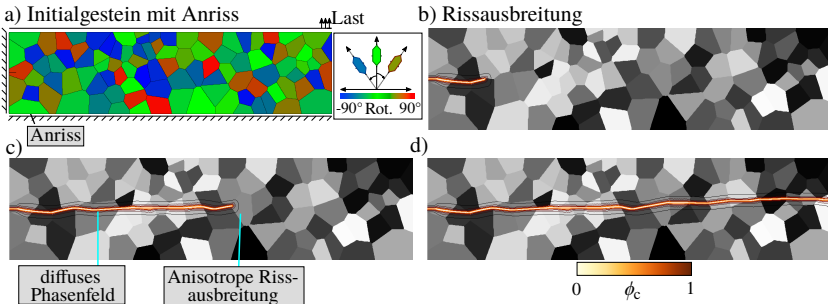 a) Initialgestein mit Anriss
Last
-90° Rot. 90°
Anriss
b) Rissausbreitung
c)
diffuses
Phasenfeld
Anisotrope Riss-
ausbreitung
d)
0 ϕc 1